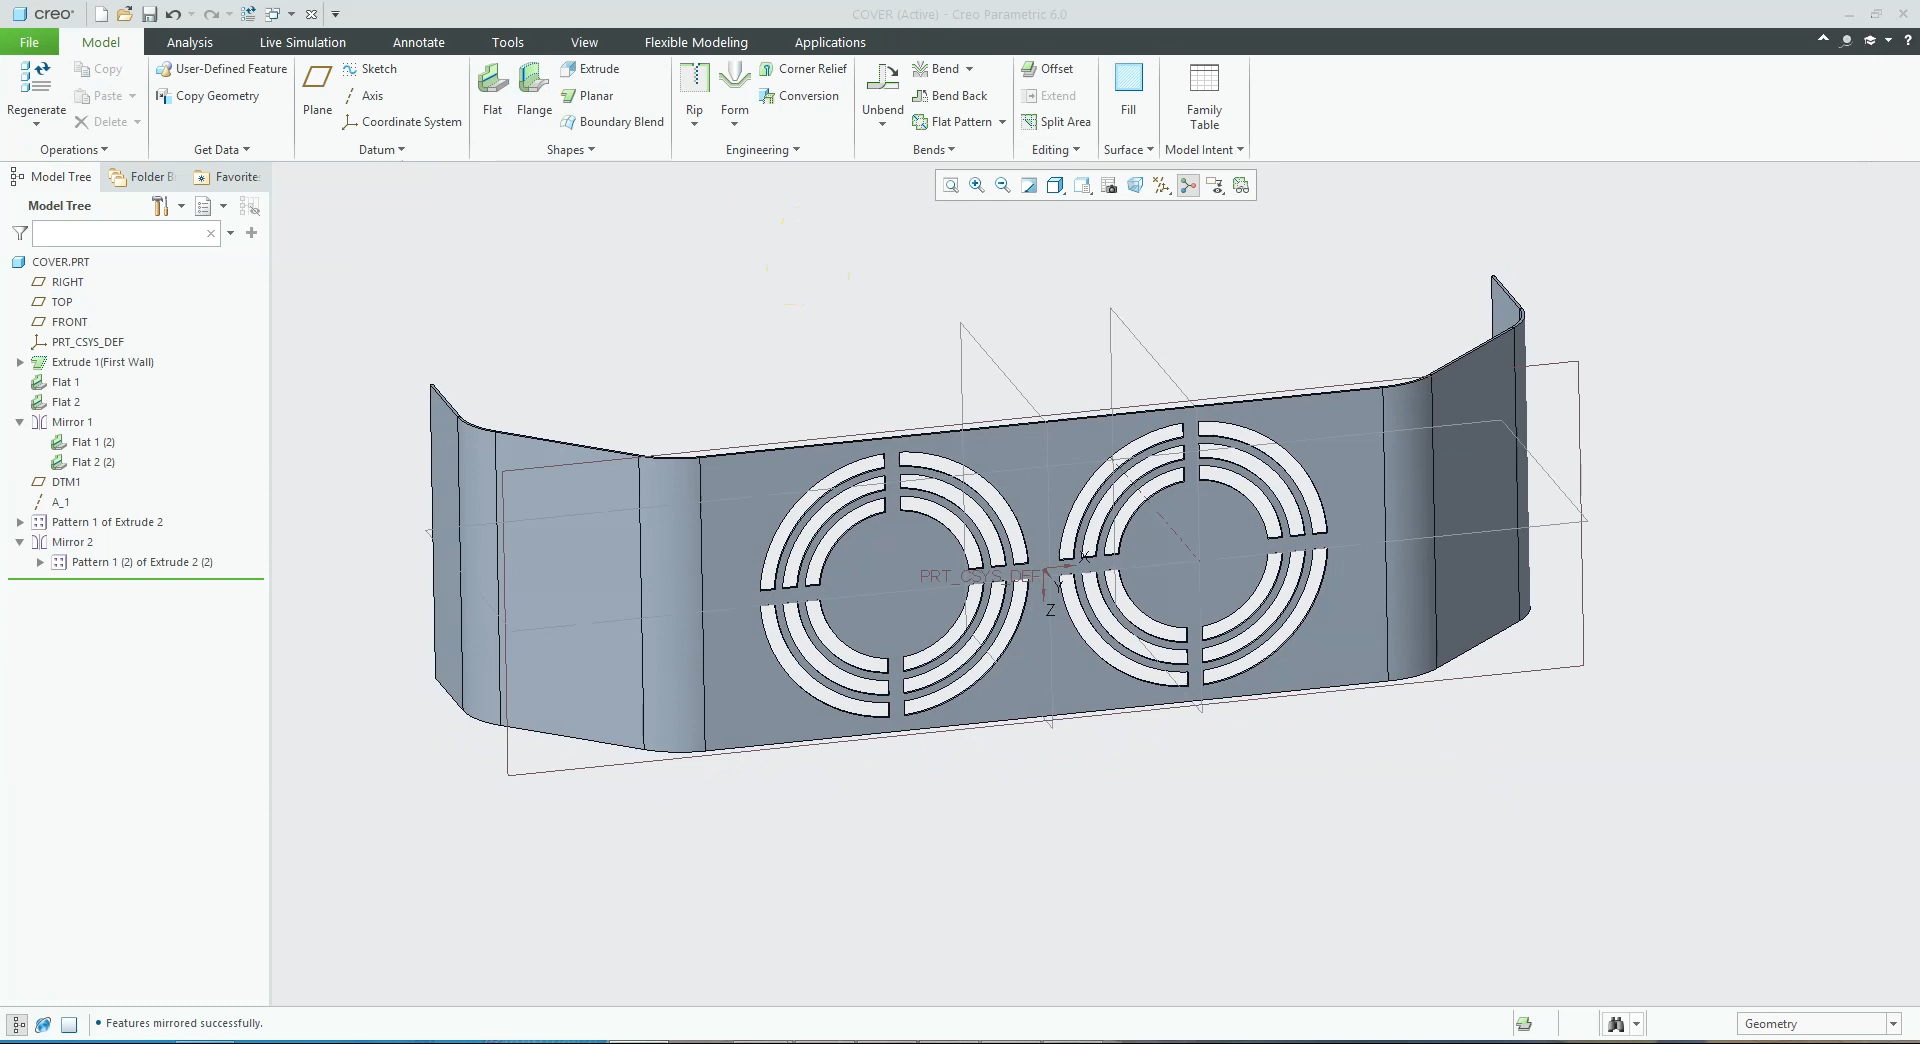 creo
COVER (Active) - Creo Parametric 6.0
File
Model
Analysis
Live Simulation
Annotate
Tools
View
Flexible Modeling
Applications
?
Regenerate
Copy
Paste
Delete
Operations
User-Defined Feature
Copy Geometry
Get Data
Plane
Sketch
Axis
Coordinate System
Datum
Flat
Flange
Extrude
Planar
Boundary Blend
Shapes
Rip
Form
Corner Relief
Conversion
Engineering
Unbend
Bend
Bend Back
Flat Pattern
Bends
Offset
Extend
Split Area
Editing
Fill
Surface
Family
Table
Model Intent
Model Tree
Folder B
Favorite
Model Tree
COVER.PRT
RIGHT
TOP
FRONT
PRT_CSYS_DEF
Extrude 1(First Wall)
Flat 1
Flat 2
Mirror 1
Flat 1 (2)
Flat 2 (2)
DTM1
A_1
Pattern 1 of Extrude 2
Mirror 2
Pattern 1 (2) of Extrude 2 (2)
PRT_CSYS_DEF
X
Y
Z
• Features mirrored successfully.
Geometry